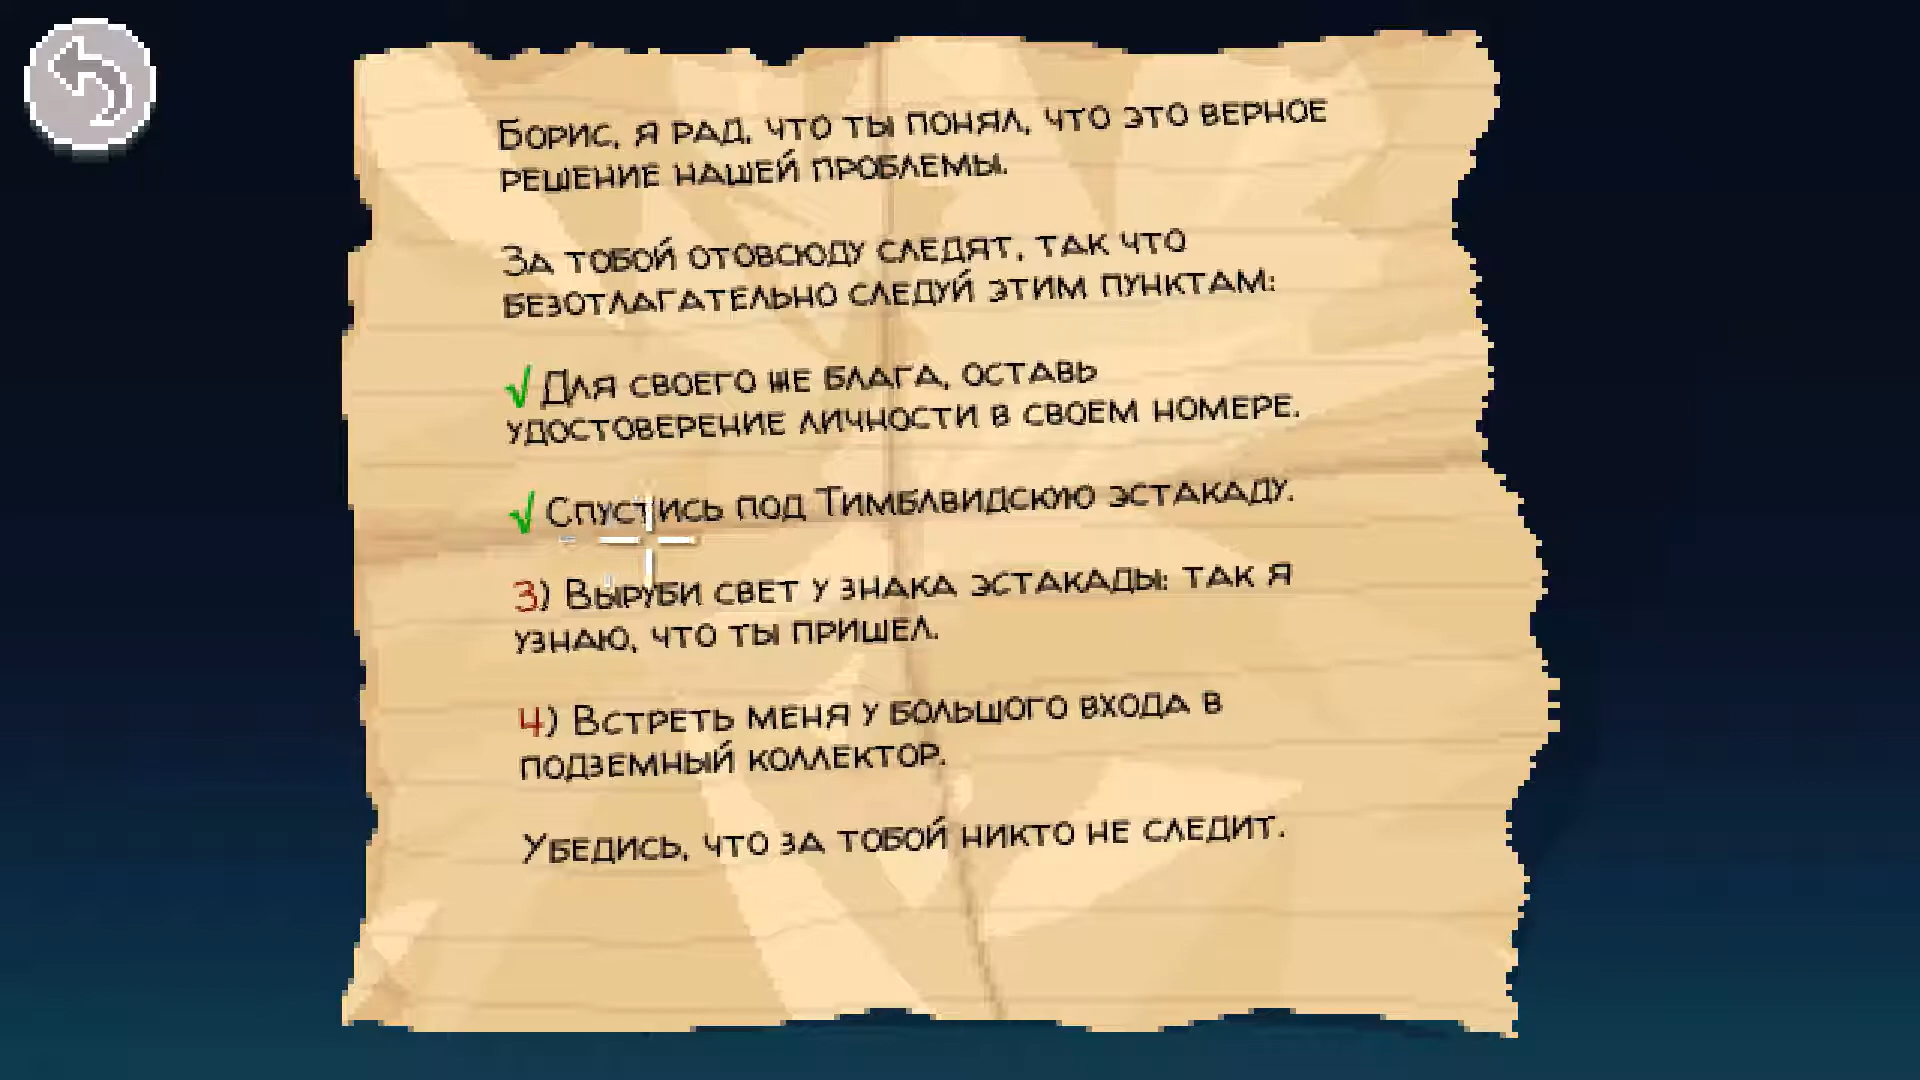 Борис, я рад, что ты понял, что это верное
решение нашей проблемы.
За тобой отовсюду следят, так что
безотлагательно следуй этим пунктам:
√ Для своего же блага, оставь
удостоверение личности в своем номере.
√ Спустись под Тимблвидскую эстакаду.
3) Выруби свет у знака эстакады: так я
узнаю, что ты пришел.
4) Встреть меня у большого входа в
подземный коллектор.
Убедись, что за тобой никто не следит.